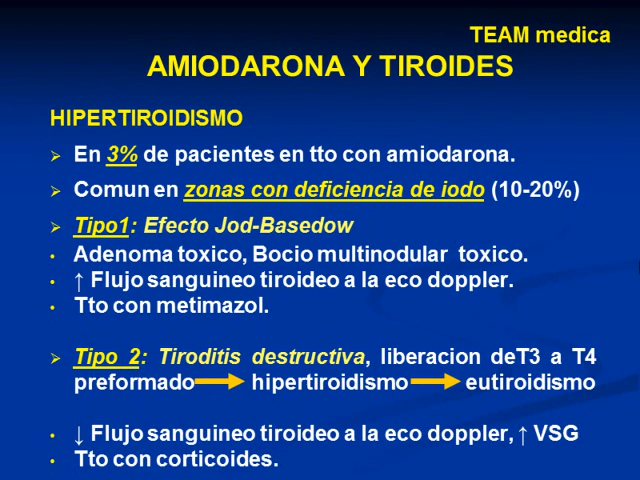 TEAM medica
AMIODARONA Y TIROIDES
HIPERTIROIDISMO
➢ En 3% de pacientes en tto con amiodarona.
➢ Comun en zonas con deficiencia de iodo (10-20%)
➢ Tipo1: Efecto Jod-Basedow
• Adenoma toxico, Bocio multinodular toxico.
• ↑ Flujo sanguineo tiroideo a la eco doppler.
• Tto con metimazol.
➢ Tipo 2: Tiroditis destructiva, liberacion deT3 a T4
preformado → hipertiroidismo → eutiroidismo
• ↓ Flujo sanguineo tiroideo a la eco doppler, ↑ VSG
• Tto con corticoides.